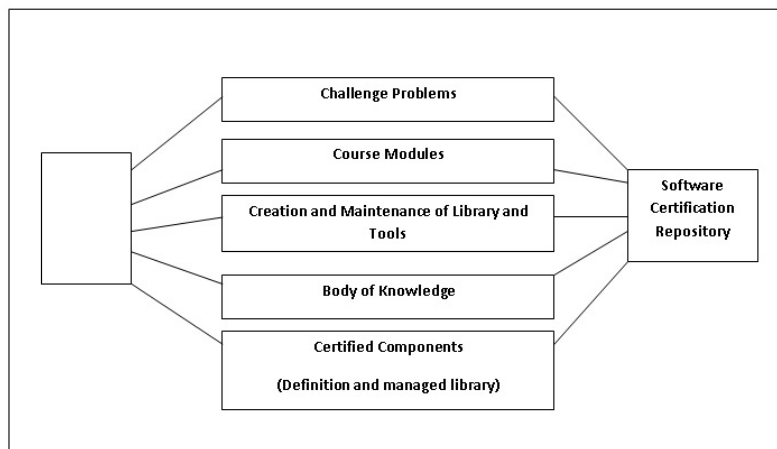 Challenge Problems
Course Modules
Creation and Maintenance of Library and
Tools
Body of Knowledge
Certified Components
(Definition and managed library)
Software
Certification
Repository